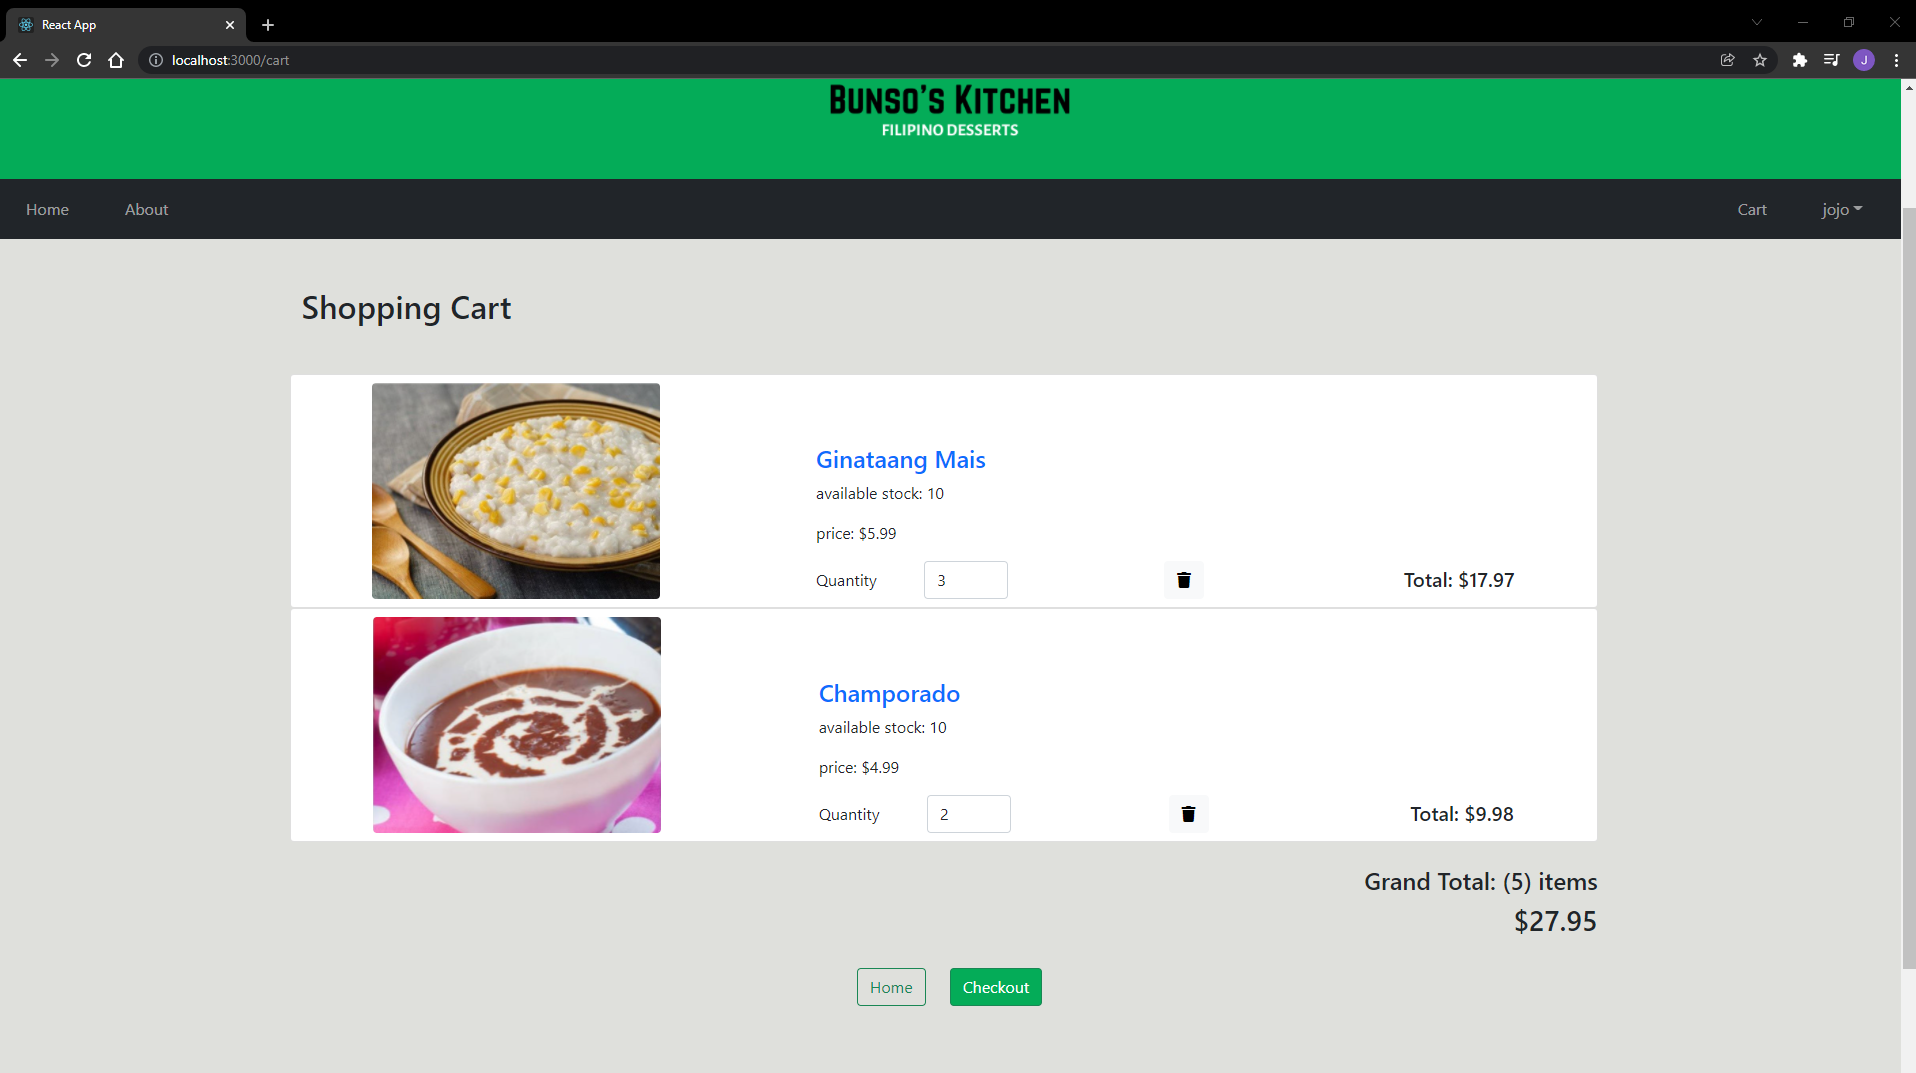 React App
localhost:3000/cart
J
BUNSO'S KITCHEN
FILIPINO DESSERTS
Home About Cart jojo
Shopping Cart
Ginataang Mais
available stock: 10
price: $5.99
Quantity 3 Total: $17.97
Champorado
available stock: 10
price: $4.99
Quantity 2 Total: $9.98
Grand Total: (5) items
$27.95
Home Checkout